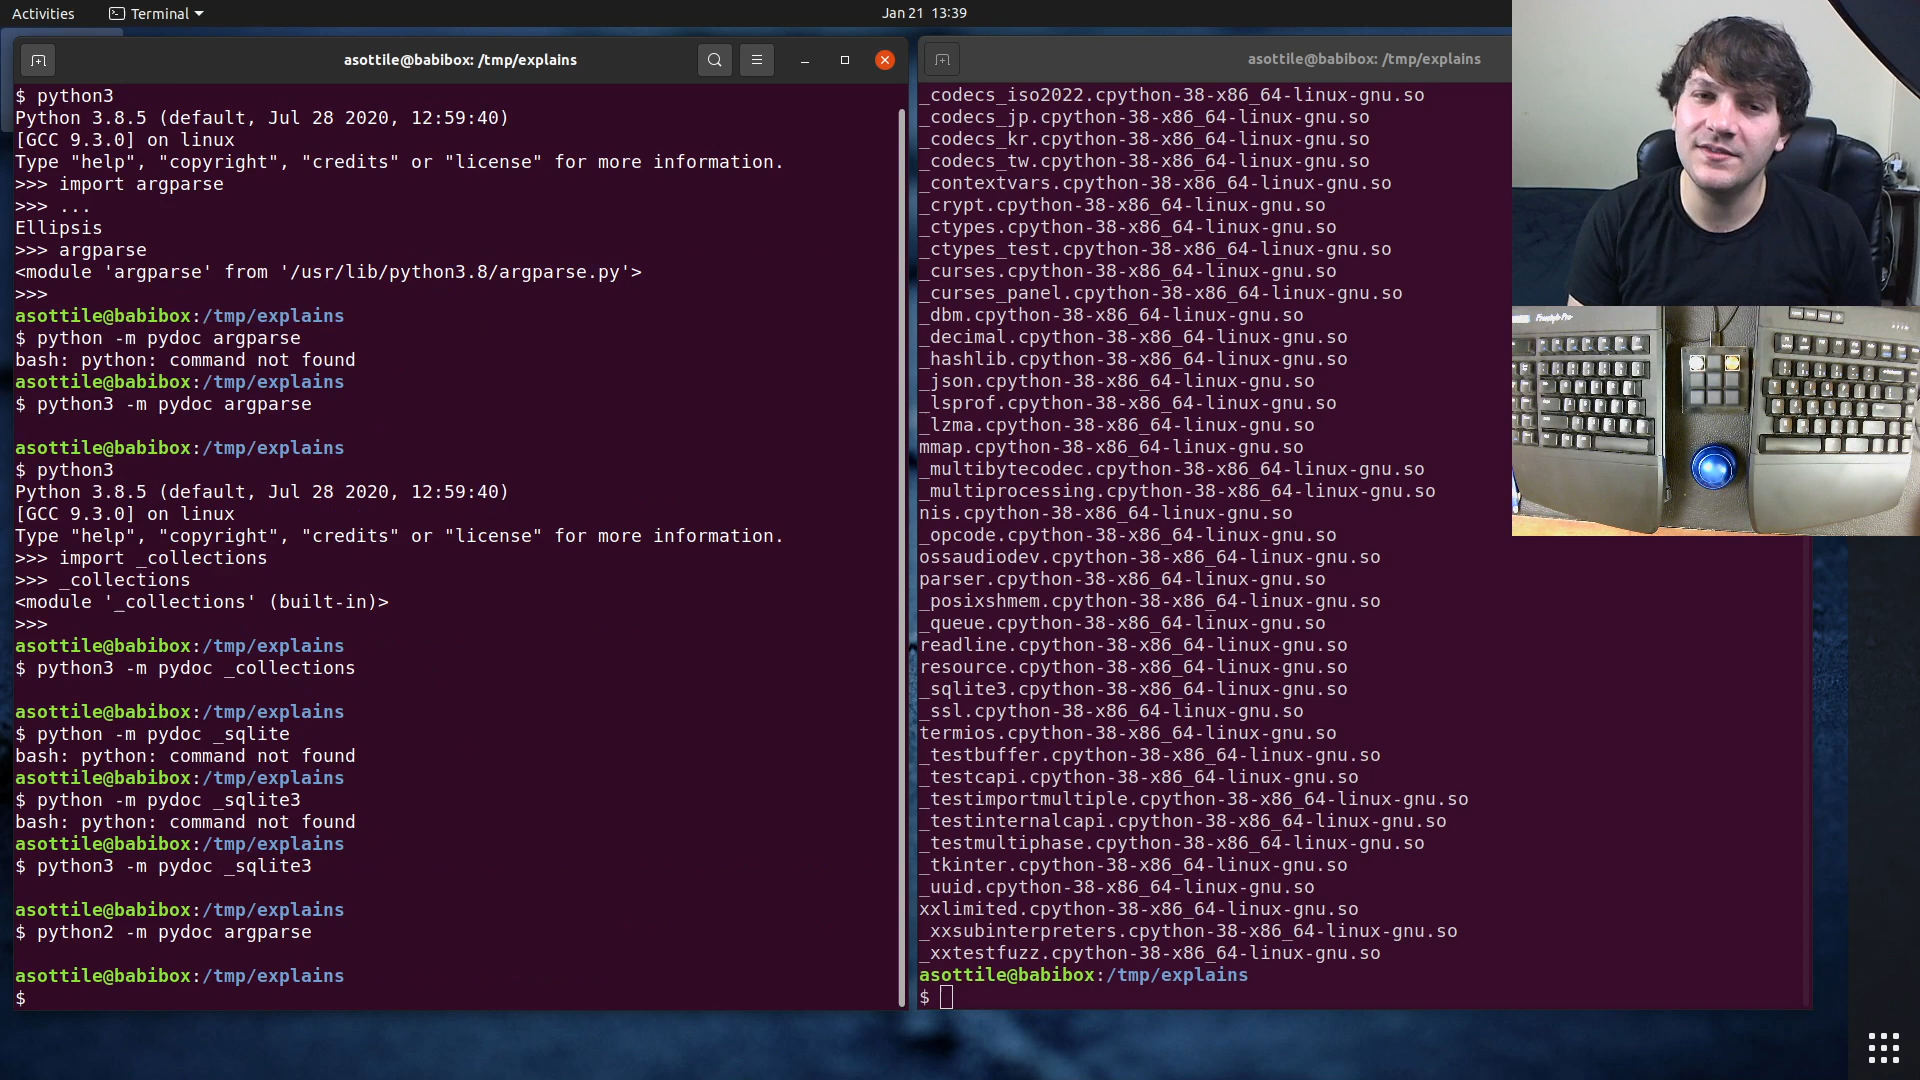 Activities
Terminal
Jan 21 13:39
asottile@babibox: /tmp/explains
$ python3
Python 3.8.5 (default, Jul 28 2020, 12:59:40)
[GCC 9.3.0] on linux
Type "help", "copyright", "credits" or "license" for more information.
>>> import argparse
>>> ...
Ellipsis
>>> argparse
<module 'argparse' from '/usr/lib/python3.8/argparse.py'>
>>>
asottile@babibox:/tmp/explains
$ python -m pydoc argparse
bash: python: command not found
asottile@babibox:/tmp/explains
$ python3 -m pydoc argparse
asottile@babibox:/tmp/explains
$ python3
Python 3.8.5 (default, Jul 28 2020, 12:59:40)
[GCC 9.3.0] on linux
Type "help", "copyright", "credits" or "license" for more information.
>>> import _collections
>>> _collections
<module '_collections' (built-in)>
>>>
asottile@babibox:/tmp/explains
$ python3 -m pydoc _collections
asottile@babibox:/tmp/explains
$ python -m pydoc _sqlite
bash: python: command not found
asottile@babibox:/tmp/explains
$ python -m pydoc _sqlite3
bash: python: command not found
asottile@babibox:/tmp/explains
$ python3 -m pydoc _sqlite3
asottile@babibox:/tmp/explains
$ python2 -m pydoc argparse
asottile@babibox:/tmp/explains
$
asottile@babibox: /tmp/explains
_codecs_iso2022.cpython-38-x86_64-linux-gnu.so
_codecs_jp.cpython-38-x86_64-linux-gnu.so
_codecs_kr.cpython-38-x86_64-linux-gnu.so
_codecs_tw.cpython-38-x86_64-linux-gnu.so
_contextvars.cpython-38-x86_64-linux-gnu.so
_crypt.cpython-38-x86_64-linux-gnu.so
_ctypes.cpython-38-x86_64-linux-gnu.so
_ctypes_test.cpython-38-x86_64-linux-gnu.so
_curses.cpython-38-x86_64-linux-gnu.so
_curses_panel.cpython-38-x86_64-linux-gnu.so
_dbm.cpython-38-x86_64-linux-gnu.so
_decimal.cpython-38-x86_64-linux-gnu.so
_hashlib.cpython-38-x86_64-linux-gnu.so
_json.cpython-38-x86_64-linux-gnu.so
_lsprof.cpython-38-x86_64-linux-gnu.so
_lzma.cpython-38-x86_64-linux-gnu.so
mmap.cpython-38-x86_64-linux-gnu.so
_multibytecodec.cpython-38-x86_64-linux-gnu.so
_multiprocessing.cpython-38-x86_64-linux-gnu.so
nis.cpython-38-x86_64-linux-gnu.so
_opcode.cpython-38-x86_64-linux-gnu.so
ossaudiodev.cpython-38-x86_64-linux-gnu.so
parser.cpython-38-x86_64-linux-gnu.so
_posixshmem.cpython-38-x86_64-linux-gnu.so
_queue.cpython-38-x86_64-linux-gnu.so
readline.cpython-38-x86_64-linux-gnu.so
resource.cpython-38-x86_64-linux-gnu.so
_sqlite3.cpython-38-x86_64-linux-gnu.so
_ssl.cpython-38-x86_64-linux-gnu.so
termios.cpython-38-x86_64-linux-gnu.so
_testbuffer.cpython-38-x86_64-linux-gnu.so
_testcapi.cpython-38-x86_64-linux-gnu.so
_testimportmultiple.cpython-38-x86_64-linux-gnu.so
_testinternalcapi.cpython-38-x86_64-linux-gnu.so
_testmultiphase.cpython-38-x86_64-linux-gnu.so
_tkinter.cpython-38-x86_64-linux-gnu.so
_uuid.cpython-38-x86_64-linux-gnu.so
xxlimited.cpython-38-x86_64-linux-gnu.so
_xxsubinterpreters.cpython-38-x86_64-linux-gnu.so
_xxtestfuzz.cpython-38-x86_64-linux-gnu.so
asottile@babibox:/tmp/explains
$
Freestyle Pro